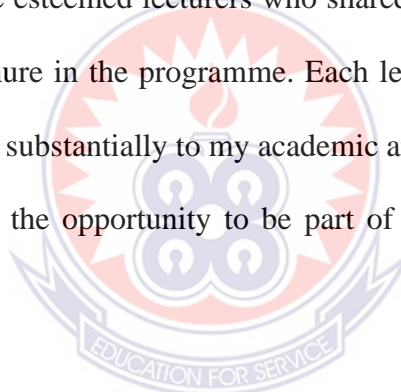 esteemed lecturers who shared
ure in the programme. Each le
substantially to my academic a
the opportunity to be part of
EDUCATION FOR SERVICE